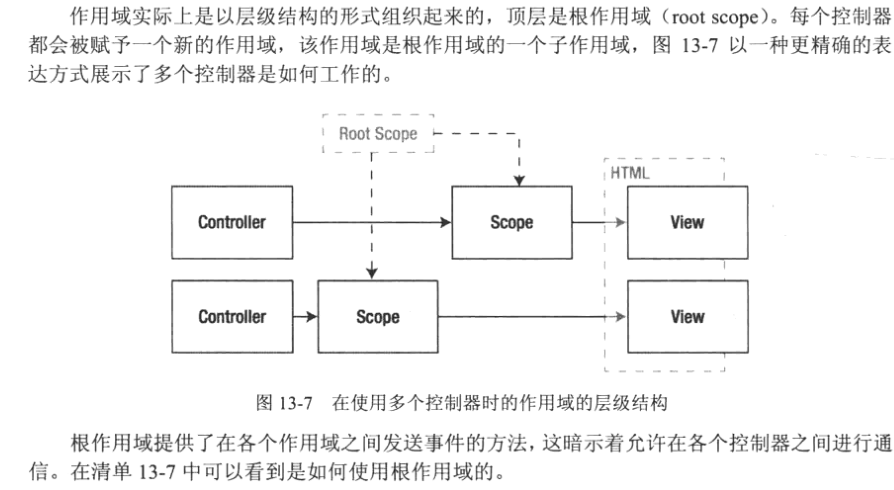 作用域实际上是以层级结构的形式组织起来的，顶层是根作用域（root scope）。每个控制器
都会被赋予一个新的作用域，该作用域是根作用域的一个子作用域，图 13-7 以一种更精确的表
达方式展示了多个控制器是如何工作的。
Root Scope
HTML
Controller
Scope
View
Controller
Scope
View
图 13-7 在使用多个控制器时的作用域的层级结构
根作用域提供了在各个作用域之间发送事件的方法，这暗示着允许在各个控制器之间进行通
信。在清单 13-7 中可以看到是如何使用根作用域的。